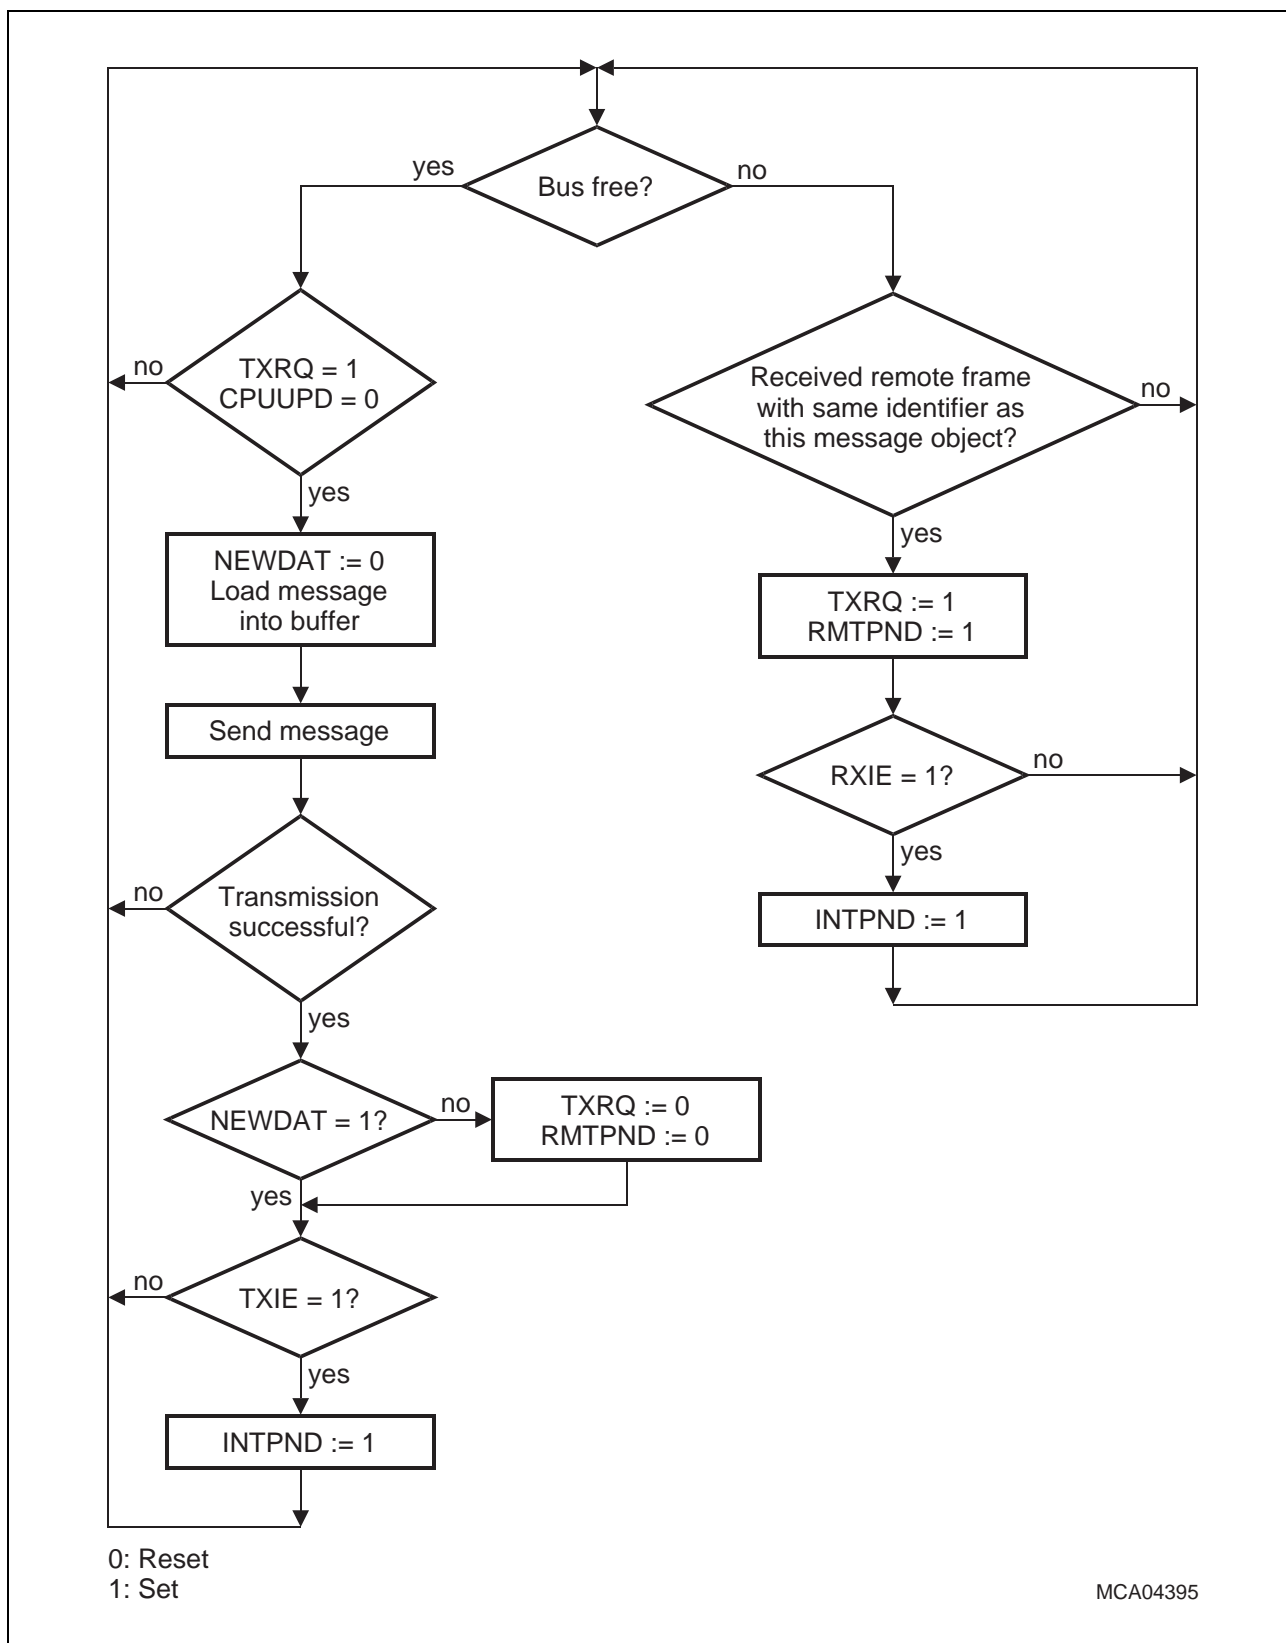 Bus free?
yes
no
TXRQ = 1
CPUUPD = 0
no
yes
NEWDAT := 0
Load message
into buffer
Send message
Transmission
successful?
no
yes
NEWDAT = 1?
no
yes
TXRQ := 0
RMTPND := 0
TXIE = 1?
no
yes
INTPND := 1
Received remote frame
with same identifier as
this message object?
no
yes
TXRQ := 1
RMTPND := 1
RXIE = 1?
no
yes
INTPND := 1
0: Reset
1: Set
MCA04395